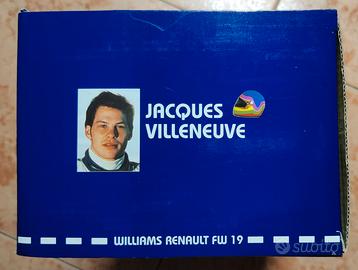 JACQUES
VILLENEUVE
WILLIAMS RENAULT FW 19
subito